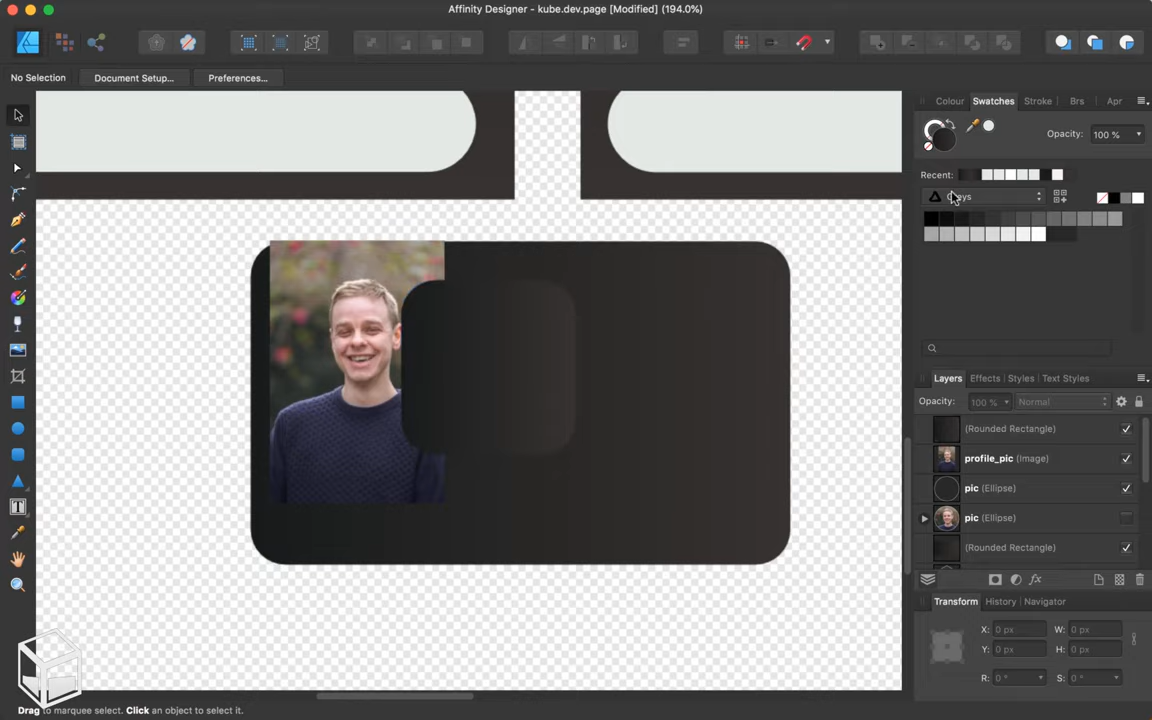 Affinity Designer - kube.dev.page [Modified] (194.0%)
No Selection
Document Setup...
Preferences...
Colour
Swatches
Stroke
Brs
Apr
Opacity:
100 %
Recent:
Layers
Effects
Styles
Text Styles
Opacity:
100 %
Normal
(Rounded Rectangle)
profile_pic (Image)
pic (Ellipse)
pic (Ellipse)
(Rounded Rectangle)
Transform
History
Navigator
X:
0 px
W:
0 px
Y:
0 px
H:
0 px
R:
0 °
S:
0 °
Drag to marquee select. Click an object to select it.